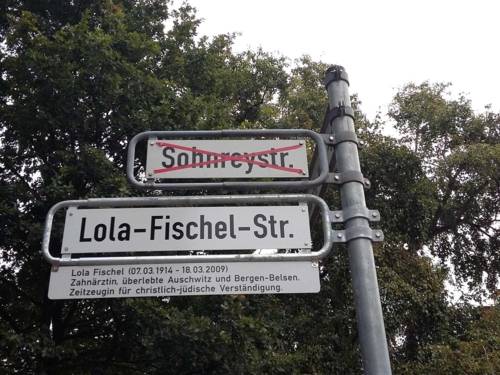 Sohnreystr.
Lola-Fischel-Str.
Lola Fischel (07.03.1914 - 18.03.2009)
Zahnärztin, überlebte Auschwitz und Bergen-Belsen.
Zeitzeugin für christlich-jüdische Verständigung.